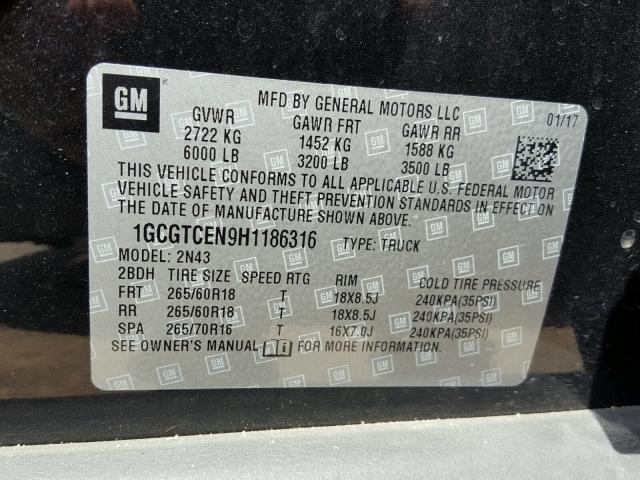 GM
®
MFD BY GENERAL MOTORS LLC
01/17
GVWR GAWR FRT GAWR RR
2722 KG 1452 KG 1588 KG
6000 LB 3200 LB 3500 LB
THIS VEHICLE CONFORMS TO ALL APPLICABLE U.S. FEDERAL MOTOR
VEHICLE SAFETY AND THEFT PREVENTION STANDARDS IN EFFECT ON
THE DATE OF MANUFACTURE SHOWN ABOVE.
1GCGTCEN9H1186316 TYPE: TRUCK
MODEL: 2N43
2BDH TIRE SIZE SPEED RTG RIM COLD TIRE PRESSURE
FRT 265/60R18 T 18X8.5J 240KPA(35PSI)
RR 265/60R18 T 18X8.5J 240KPA(35PSI)
SPA 265/70R16 T 16X7.0J 240KPA(35PSI)
SEE OWNER'S MANUAL FOR MORE INFORMATION.